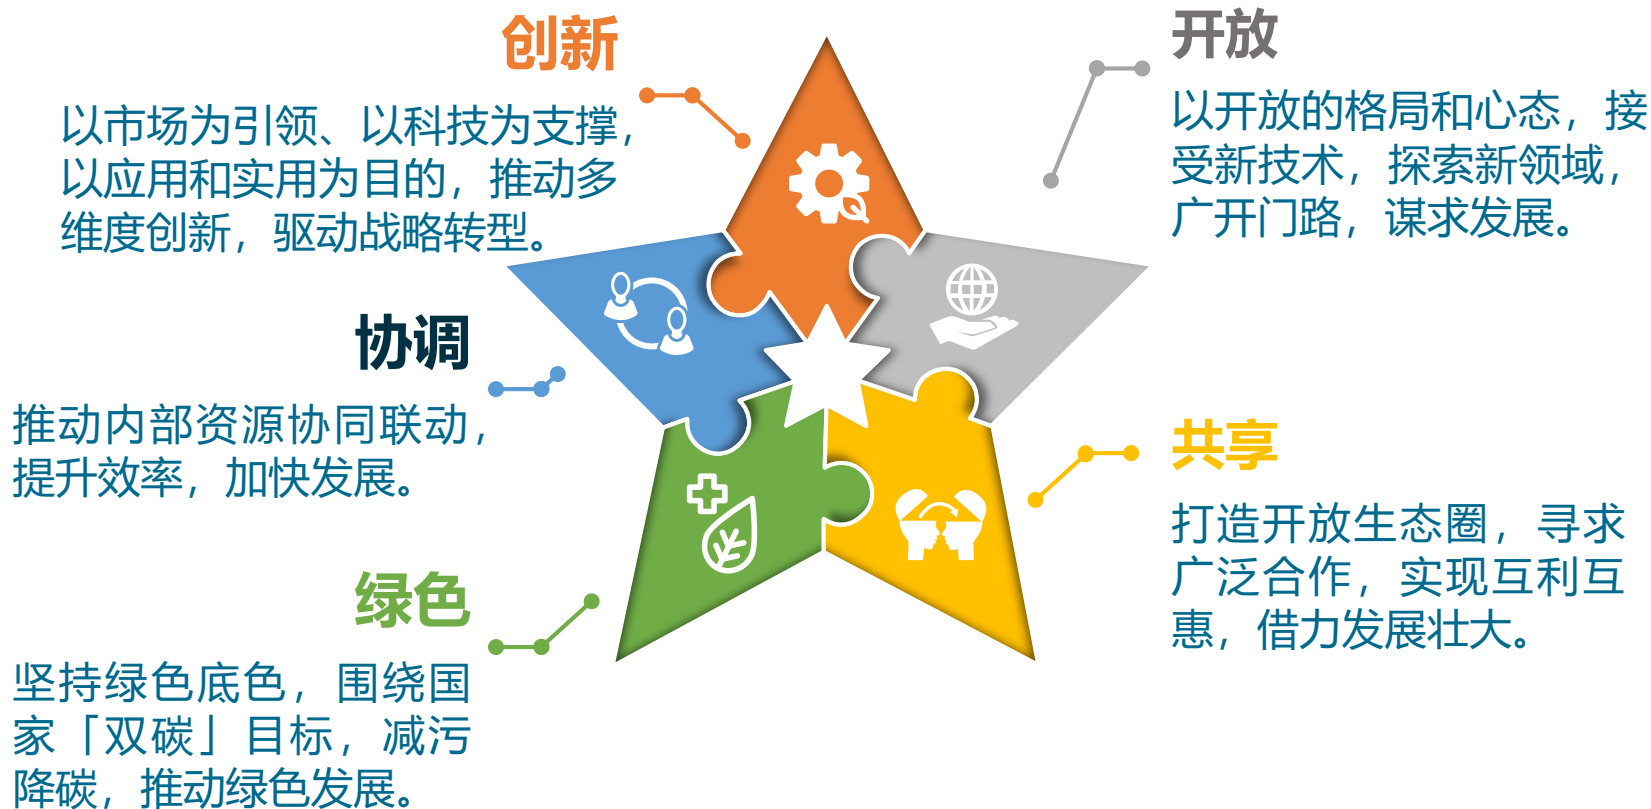 创新
以市场为引领、以科技为支撑，
以应用和实用为目的，推动多
维度创新，驱动战略转型。
协调
推动内部资源协同联动，
提升效率，加快发展。
绿色
坚持绿色底色，围绕国
家「双碳」目标，减污
降碳，推动绿色发展。
开放
以开放的格局和心态，接
受新技术，探索新领域，
广开门路，谋求发展。
共享
打造开放生态圈，寻求
广泛合作，实现互利互
惠，借力发展壮大。